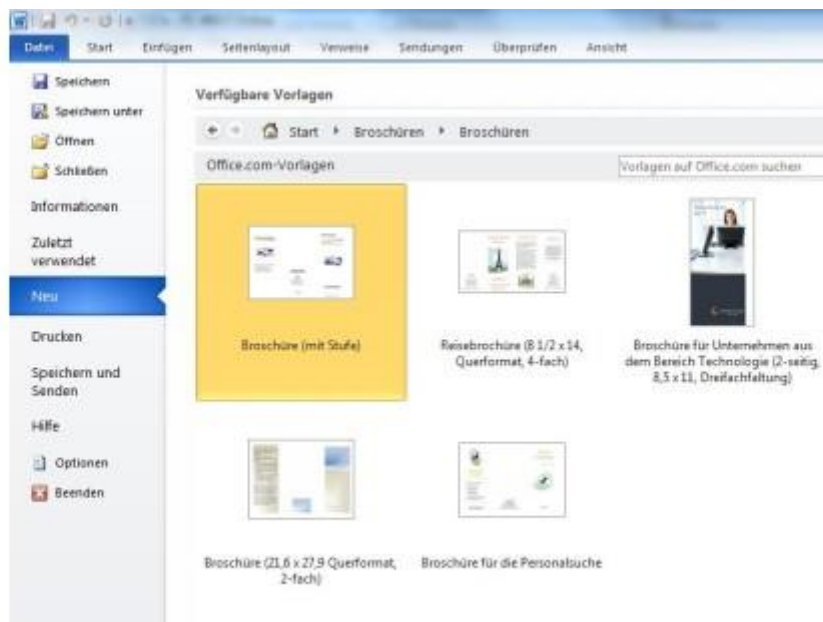 Datei Start Einfügen Seitenlayout Verweise Sendungen Überprüfen Ansicht
Speichern
Speichern unter
Öffnen
Schließen
Informationen
Zuletzt
verwendet
Neu
Drucken
Speichern und
Senden
Hilfe
Optionen
Beenden
Verfügbare Vorlagen
Start Broschüren Broschüren
Office.com-Vorlagen
Vorlagen auf Office.com suchen
Broschüre (mit Stufe)
Reisebrochüre (8 1/2 x 14,
Querformat, 4-fach)
Broschüre für Unternehmen aus
dem Bereich Technologie (2-seitig,
8,5 x 11, Dreifachfaltung)
Broschüre (21,6 x 27,9 Querformat,
2-fach)
Broschüre für die Personalsuche